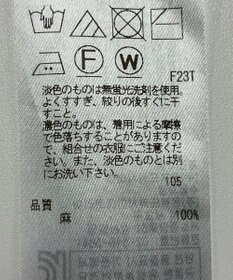 F W
F23T
淡色のものは無蛍光洗剤を使用。
よくすすぎ、絞りの後すぐに干
すこと。
濃色のものは、着用による摩擦
で色落ちすることがありますの
で、組合せの衣服にご注意下さ
い。また、淡色のものとは別に
お洗い下さい。
105
品質
麻 100%